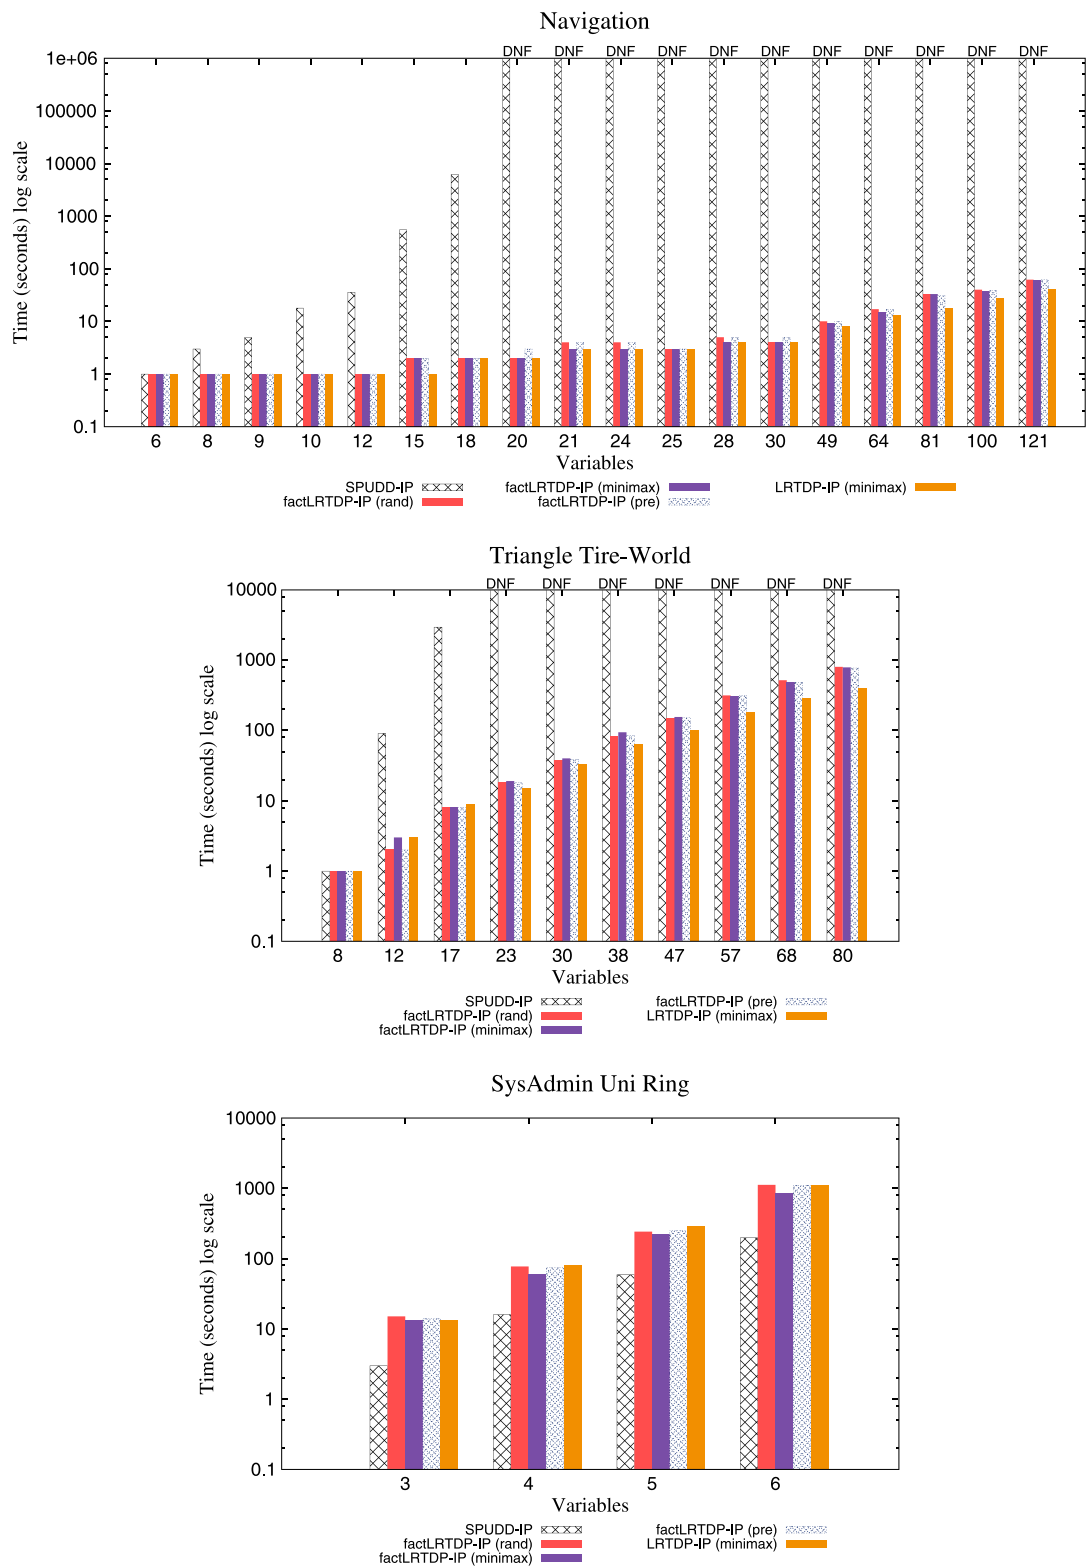 Navigation
DNF DNF DNF DNF DNF DNF DNF DNF DNF DNF DNF
1e+06
100000
10000
1000
100
10
1
0.1
Time (seconds) log scale
6 8 9 10 12 15 18 20 21 24 25 28 30 49 64 81 100 121
Variables
SPUDD-IP factLRTDP-IP (minimax) LRTDP-IP (minimax)
factLRTDP-IP (rand) factLRTDP-IP (pre)
Triangle Tire-World
DNF DNF DNF DNF DNF DNF DNF
10000
1000
100
10
1
0.1
Time (seconds) log scale
8 12 17 23 30 38 47 57 68 80
Variables
SPUDD-IP factLRTDP-IP (pre)
factLRTDP-IP (rand) LRTDP-IP (minimax)
factLRTDP-IP (minimax)
SysAdmin Uni Ring
10000
1000
100
10
1
0.1
Time (seconds) log scale
3 4 5 6
Variables
SPUDD-IP factLRTDP-IP (pre)
factLRTDP-IP (rand) LRTDP-IP (minimax)
factLRTDP-IP (minimax)